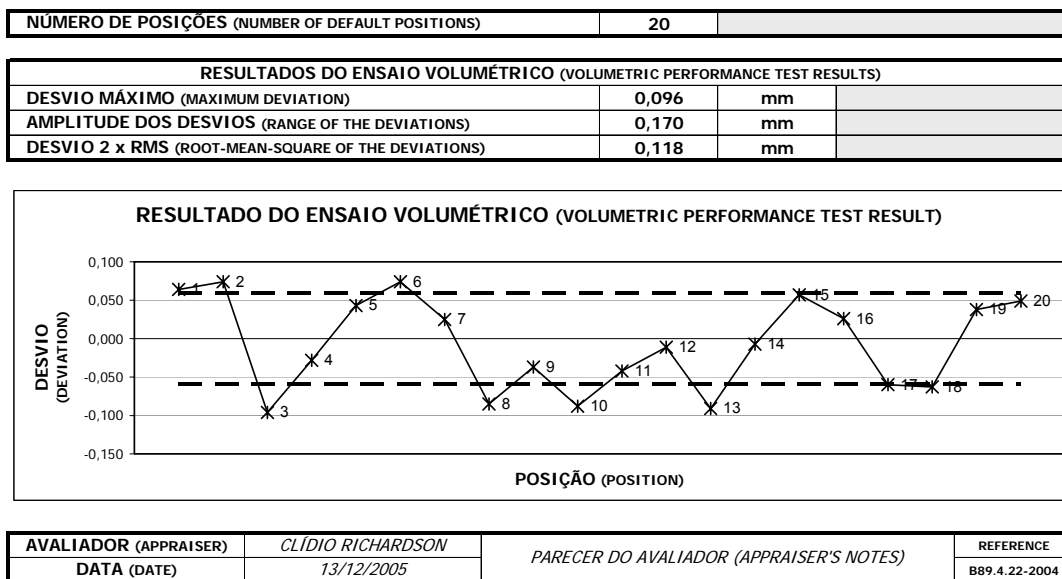 NÚMERO DE POSIÇÕES (NUMBER OF DEFAULT POSITIONS) 20
RESULTADOS DO ENSAIO VOLUMÉTRICO (VOLUMETRIC PERFORMANCE TEST RESULTS)
DESVIO MÁXIMO (MAXIMUM DEVIATION) 0,096 mm
AMPLITUDE DOS DESVIOS (RANGE OF THE DEVIATIONS) 0,170 mm
DESVIO 2 x RMS (ROOT-MEAN-SQUARE OF THE DEVIATIONS) 0,118 mm
RESULTADO DO ENSAIO VOLUMÉTRICO (VOLUMETRIC PERFORMANCE TEST RESULT)
DESVIO
(DEVIATION)
0,100
0,050
0,000
-0,050
-0,100
-0,150
1 2 3 4 5 6 7 8 9 10 11 12 13 14 15 16 17 18 19 20
POSIÇÃO (POSITION)
AVALIADOR (APPRAISER) CLÍDIO RICHARDSON PARECER DO AVALIADOR (APPRAISER'S NOTES) REFERENCE
DATA (DATE) 13/12/2005 B89.4.22-2004